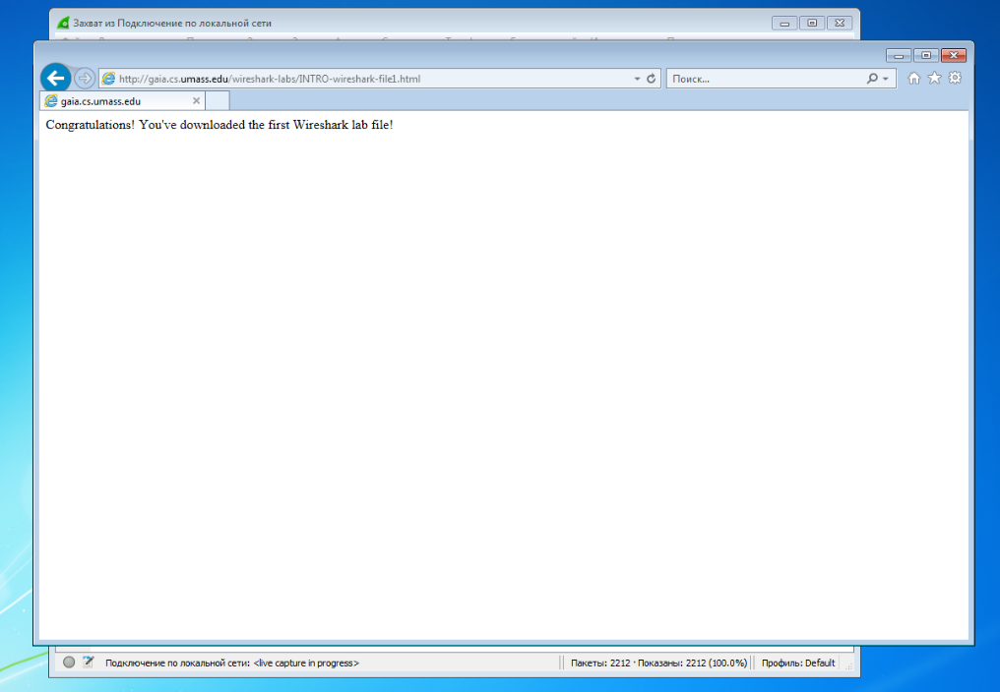 Захват из Подключение по локальной сети
http://gaia.cs.umass.edu/wireshark-labs/INTRO-wireshark-file1.html
Поиск...
gaia.cs.umass.edu
Congratulations! You've downloaded the first Wireshark lab file!
Подключение по локальной сети: <live capture in progress>
Пакеты: 2212 · Показаны: 2212 (100.0%)
Профиль: Default